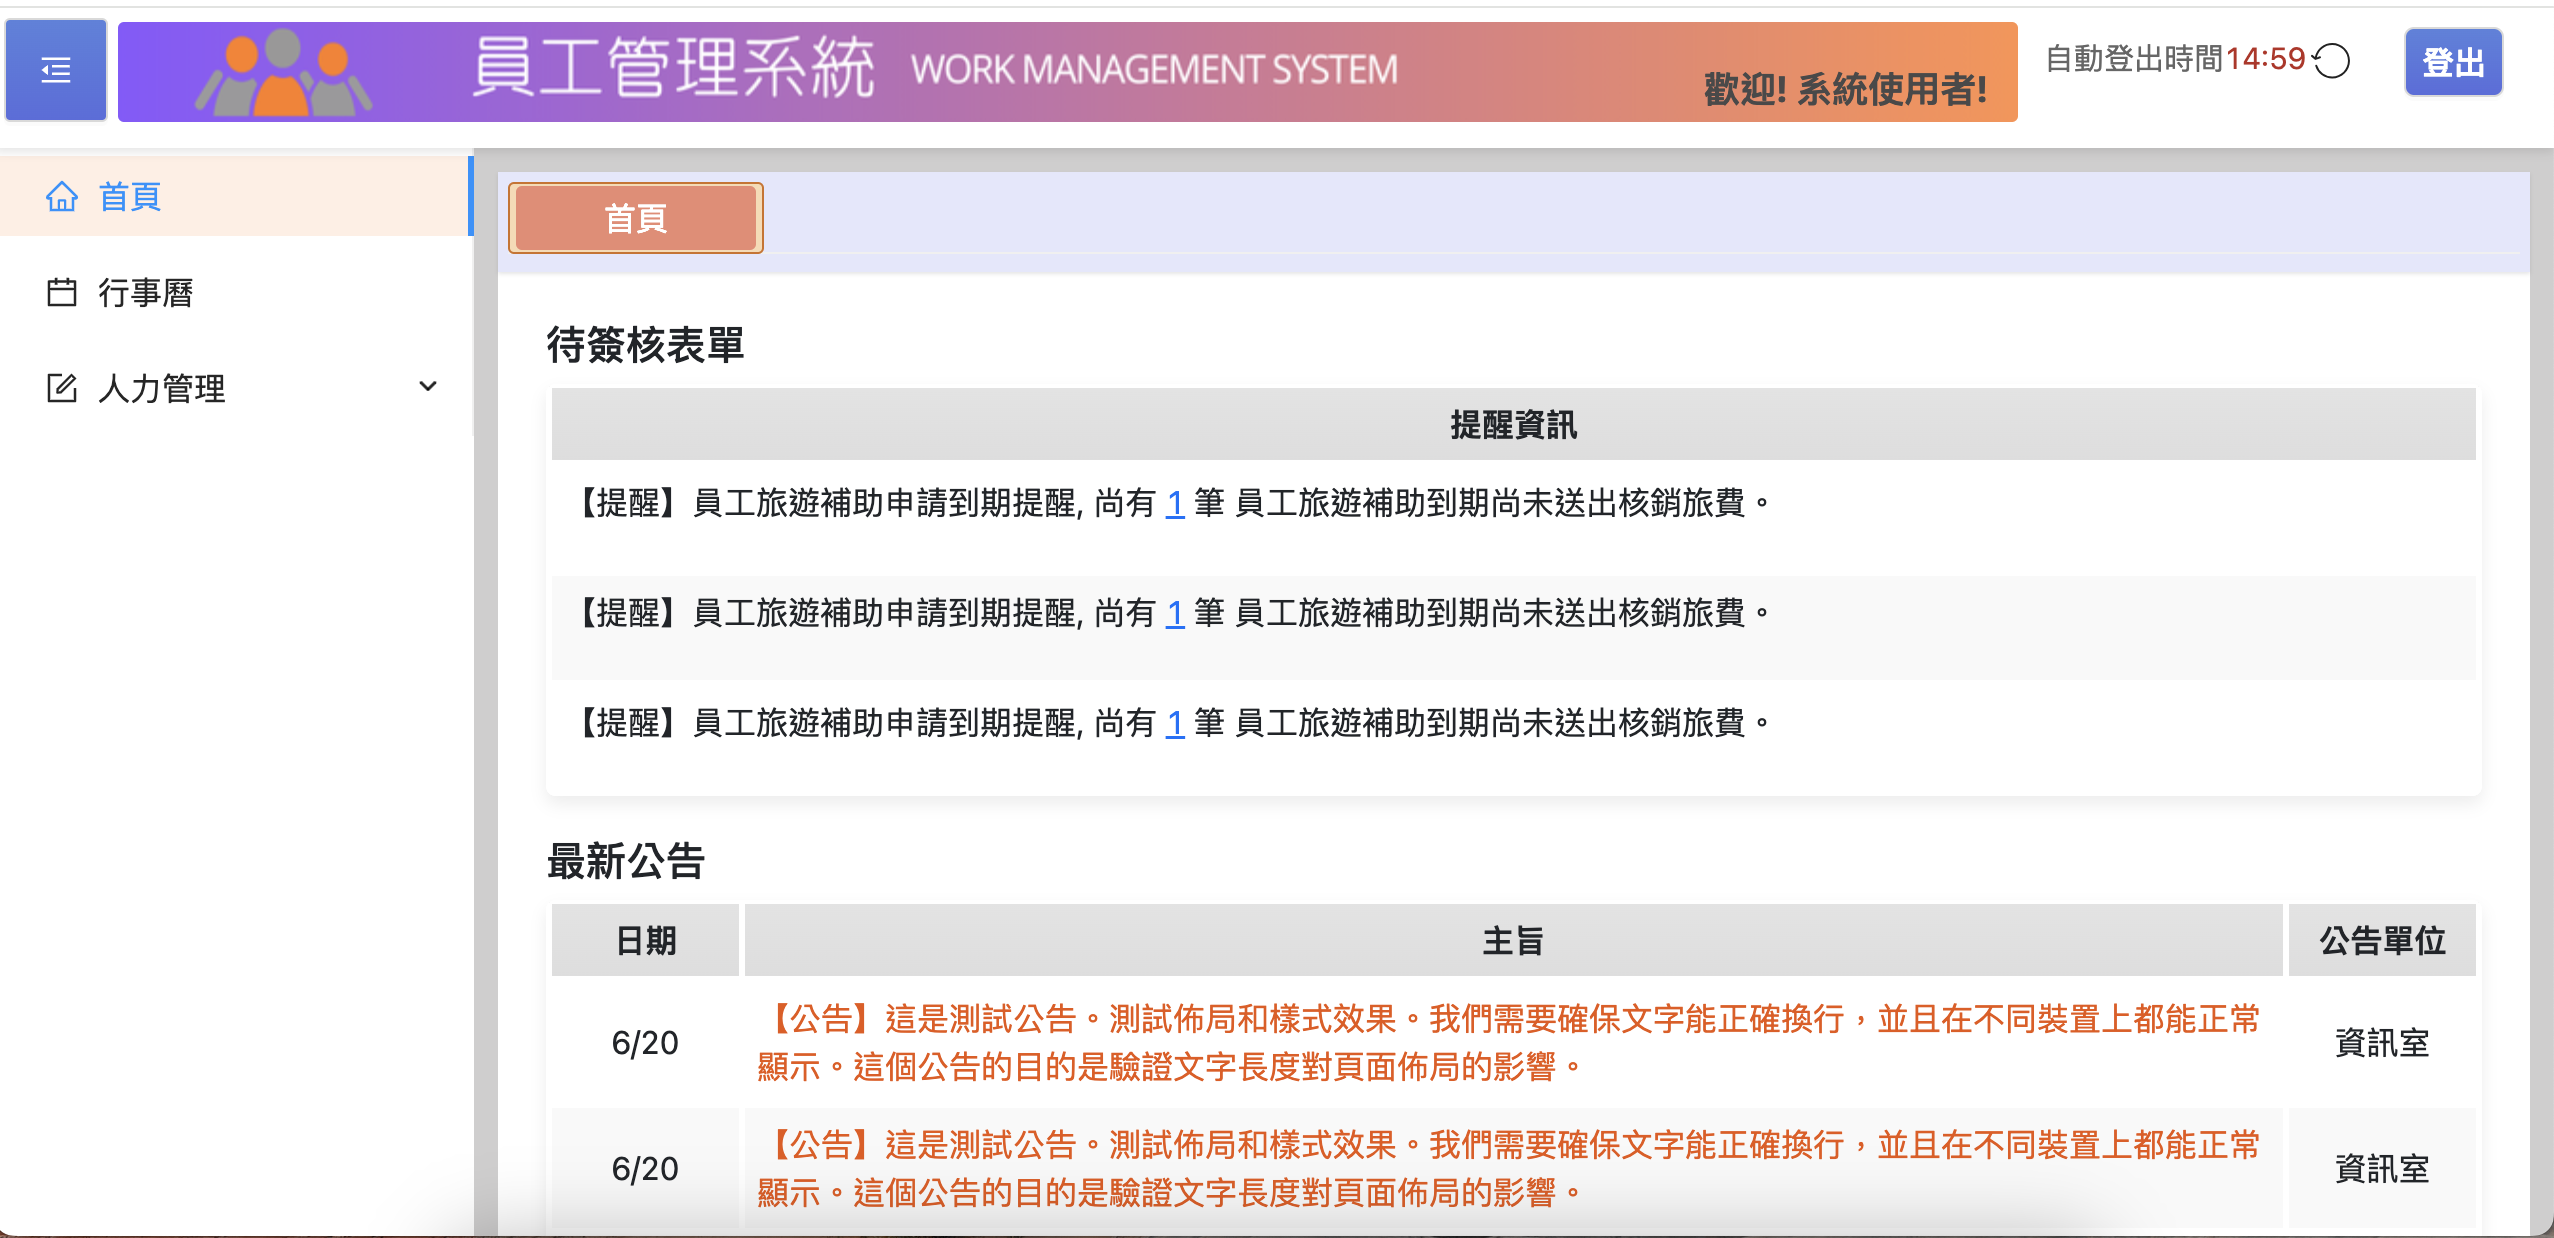 員工管理系統 WORK MANAGEMENT SYSTEM
歡迎! 系統使用者!
自動登出時間14:59
登出
首頁
行事曆
人力管理
首頁
待簽核表單
提醒資訊
【提醒】員工旅遊補助申請到期提醒, 尚有 1 筆 員工旅遊補助到期尚未送出核銷旅費。
【提醒】員工旅遊補助申請到期提醒, 尚有 1 筆 員工旅遊補助到期尚未送出核銷旅費。
【提醒】員工旅遊補助申請到期提醒, 尚有 1 筆 員工旅遊補助到期尚未送出核銷旅費。
最新公告
日期 主旨 公告單位
6/20
【公告】這是測試公告。測試佈局和樣式效果。我們需要確保文字能正確換行，並且在不同裝置上都能正常
顯示。這個公告的目的是驗證文字長度對頁面佈局的影響。
資訊室
6/20
【公告】這是測試公告。測試佈局和樣式效果。我們需要確保文字能正確換行，並且在不同裝置上都能正常
顯示。這個公告的目的是驗證文字長度對頁面佈局的影響。
資訊室